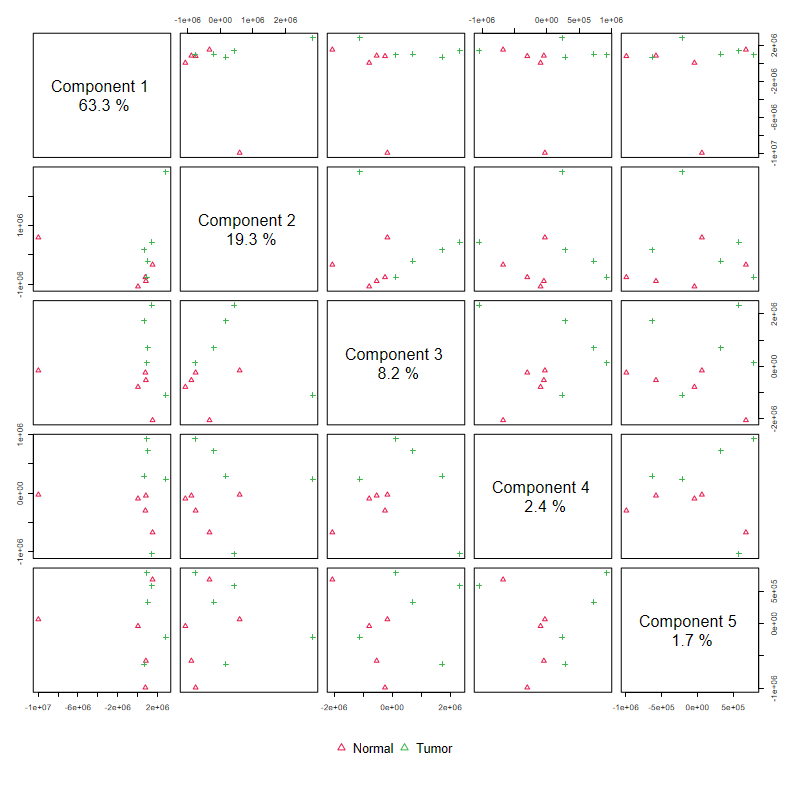 -1e+06 0e+00 2e+06
-1e+06 0e+00 5e+05 1e+06
Component 1
63.3 %
2e+06
-2e+06
-6e+06
-1e+07
1e+06
-1e+06
Component 2
19.3 %
Component 3
8.2 %
2e+06
0e+00
-2e+06
1e+06
0e+00
-1e+06
Component 4
2.4 %
Component 5
1.7 %
5e+05
0e+00
-1e+06
-1e+07 -6e+06 -2e+06 2e+06
-2e+06 0e+00 2e+06
-1e+06 -5e+05 0e+00 5e+05
Normal Tumor